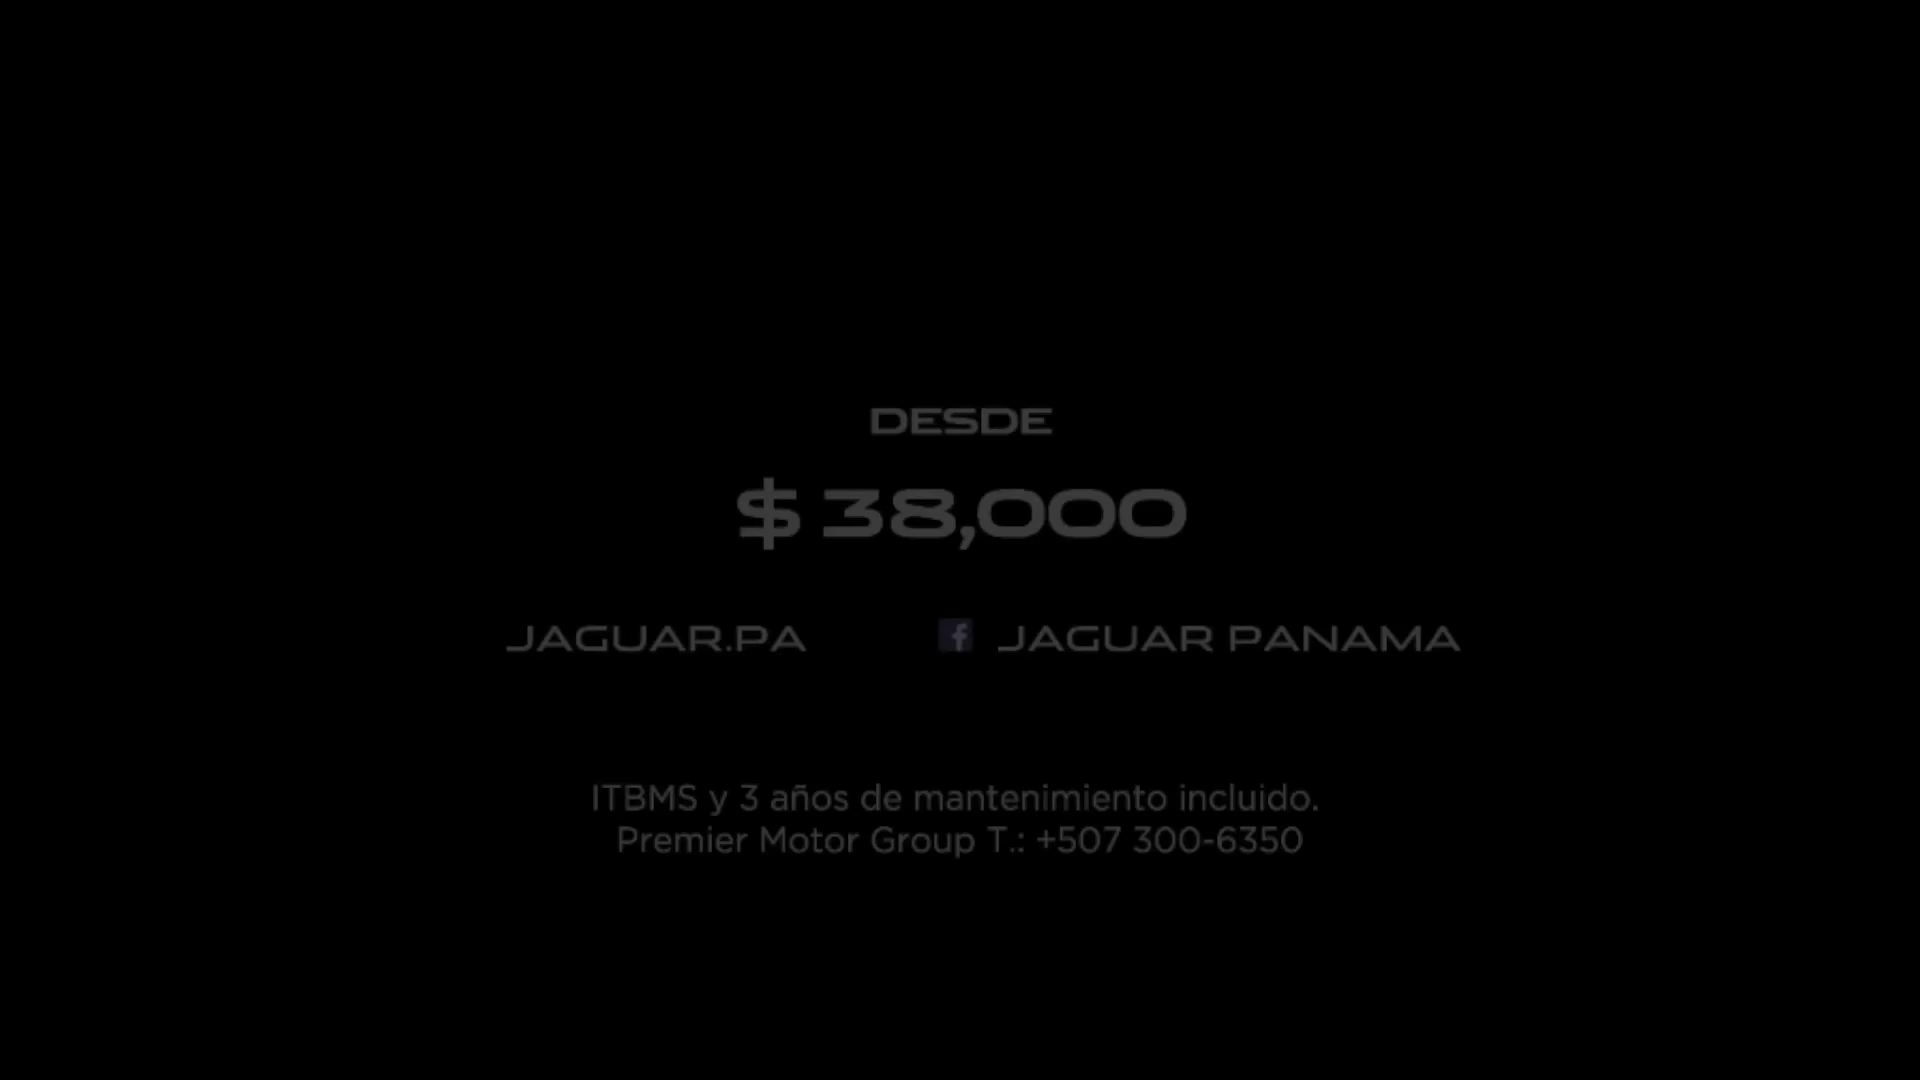 DESDE
$ 38,000
JAGUAR.PA f JAGUAR PANAMA
ITBMS y 3 años de mantenimiento incluido.
Premier Motor Group T.: +507 300-6350